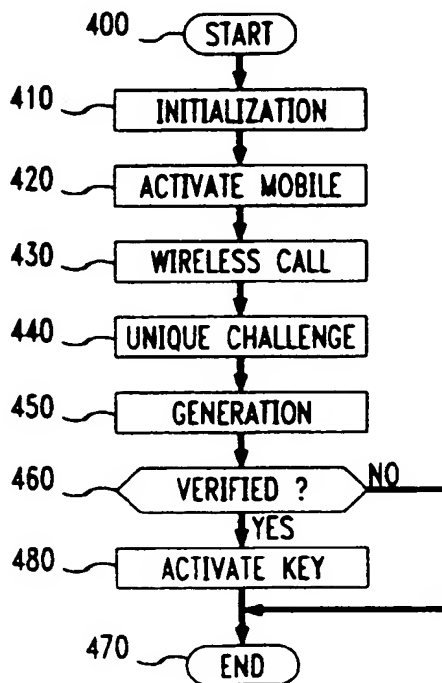 400 START
410 INITIALIZATION
420 ACTIVATE MOBILE
430 WIRELESS CALL
440 UNIQUE CHALLENGE
450 GENERATION
460 VERIFIED ? NO
YES
480 ACTIVATE KEY
470 END